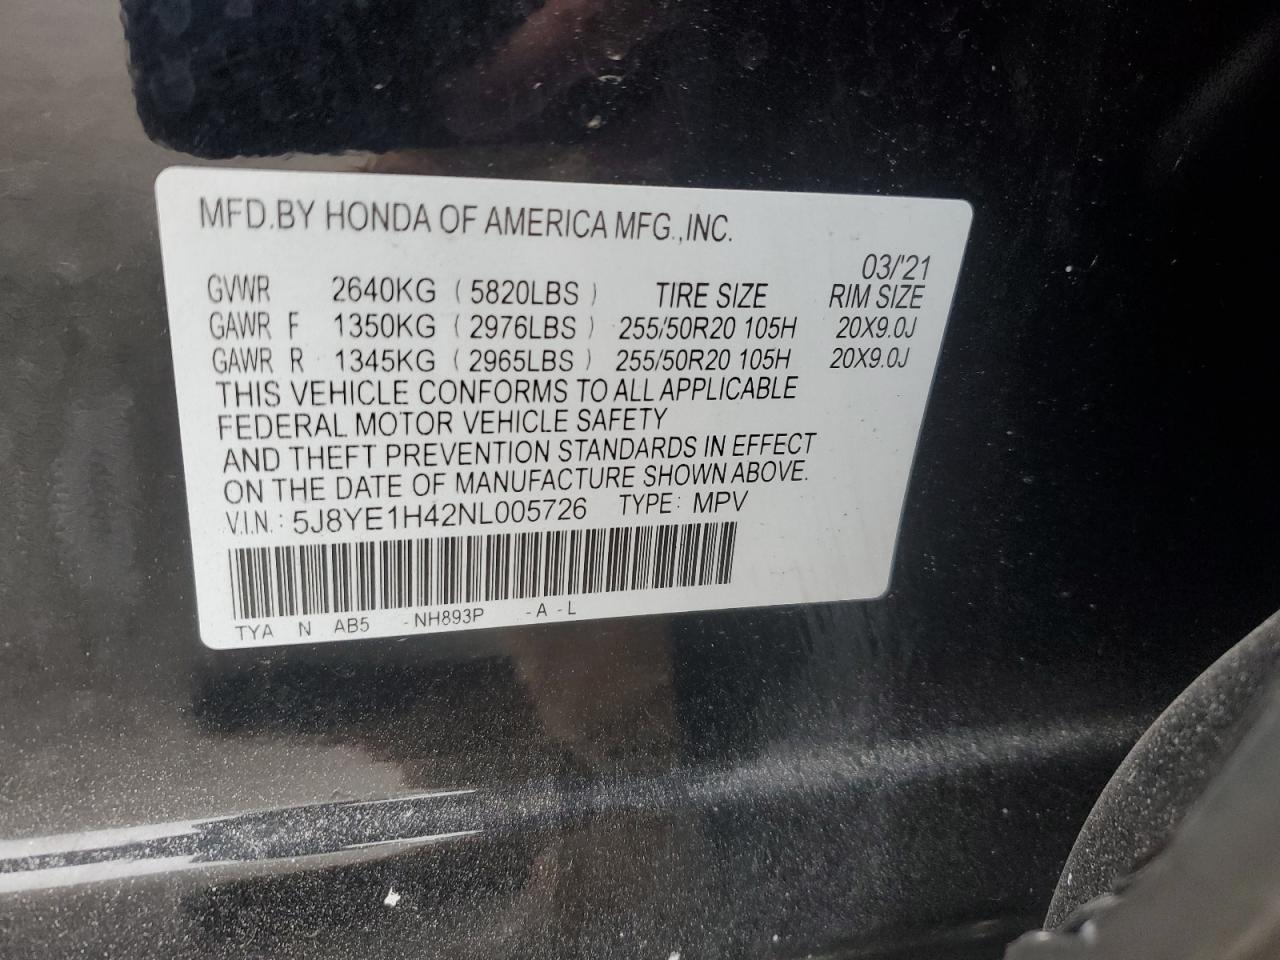 MFD.BY HONDA OF AMERICA MFG.,INC.
03/'21
GVWR 2640KG (5820LBS) TIRE SIZE RIM SIZE
GAWR F 1350KG (2976LBS) 255/50R20 105H 20X9.0J
GAWR R 1345KG (2965LBS) 255/50R20 105H 20X9.0J
THIS VEHICLE CONFORMS TO ALL APPLICABLE
FEDERAL MOTOR VEHICLE SAFETY
AND THEFT PREVENTION STANDARDS IN EFFECT
ON THE DATE OF MANUFACTURE SHOWN ABOVE.
V.I.N: 5J8YE1H42NL005726 TYPE: MPV
TYA N AB5 -NH893P -A -L